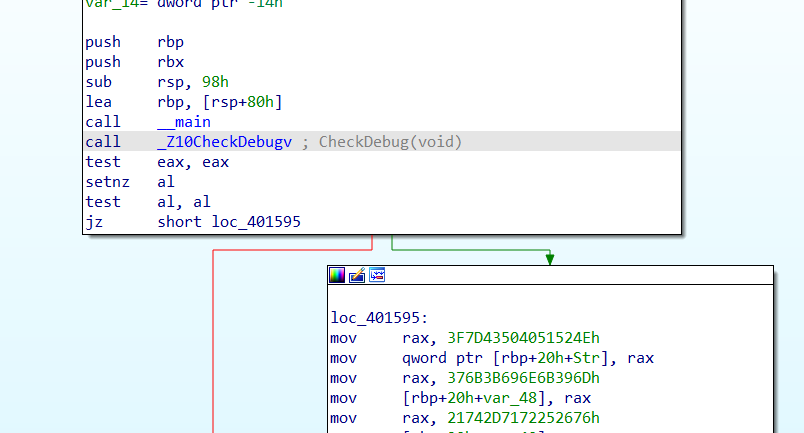 var_14= dword ptr -14h
push rbp
push rbx
sub rsp, 98h
lea rbp, [rsp+80h]
call __main
call _Z10CheckDebugv ; CheckDebug(void)
test eax, eax
setnz al
test al, al
jz short loc_401595
loc_401595:
mov rax, 3F7D43504051524Eh
mov qword ptr [rbp+20h+Str], rax
mov rax, 376B3B696E6B396Dh
mov [rbp+20h+var_48], rax
mov rax, 21742D7172252676h